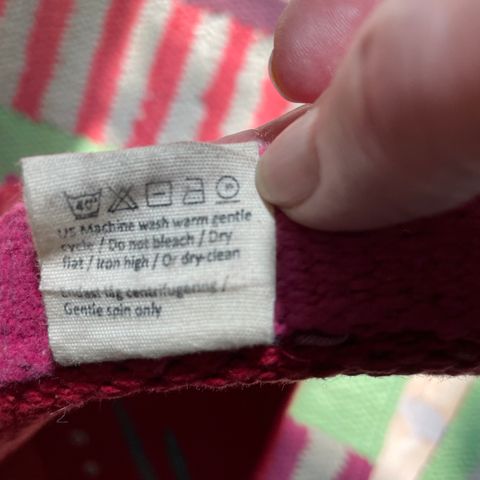 40°
US Machine wash warm gentle
cycle / Do not bleach / Dry
flat / Iron high / Or dry-clean
Endast låg centrifugering /
Gentle spin only